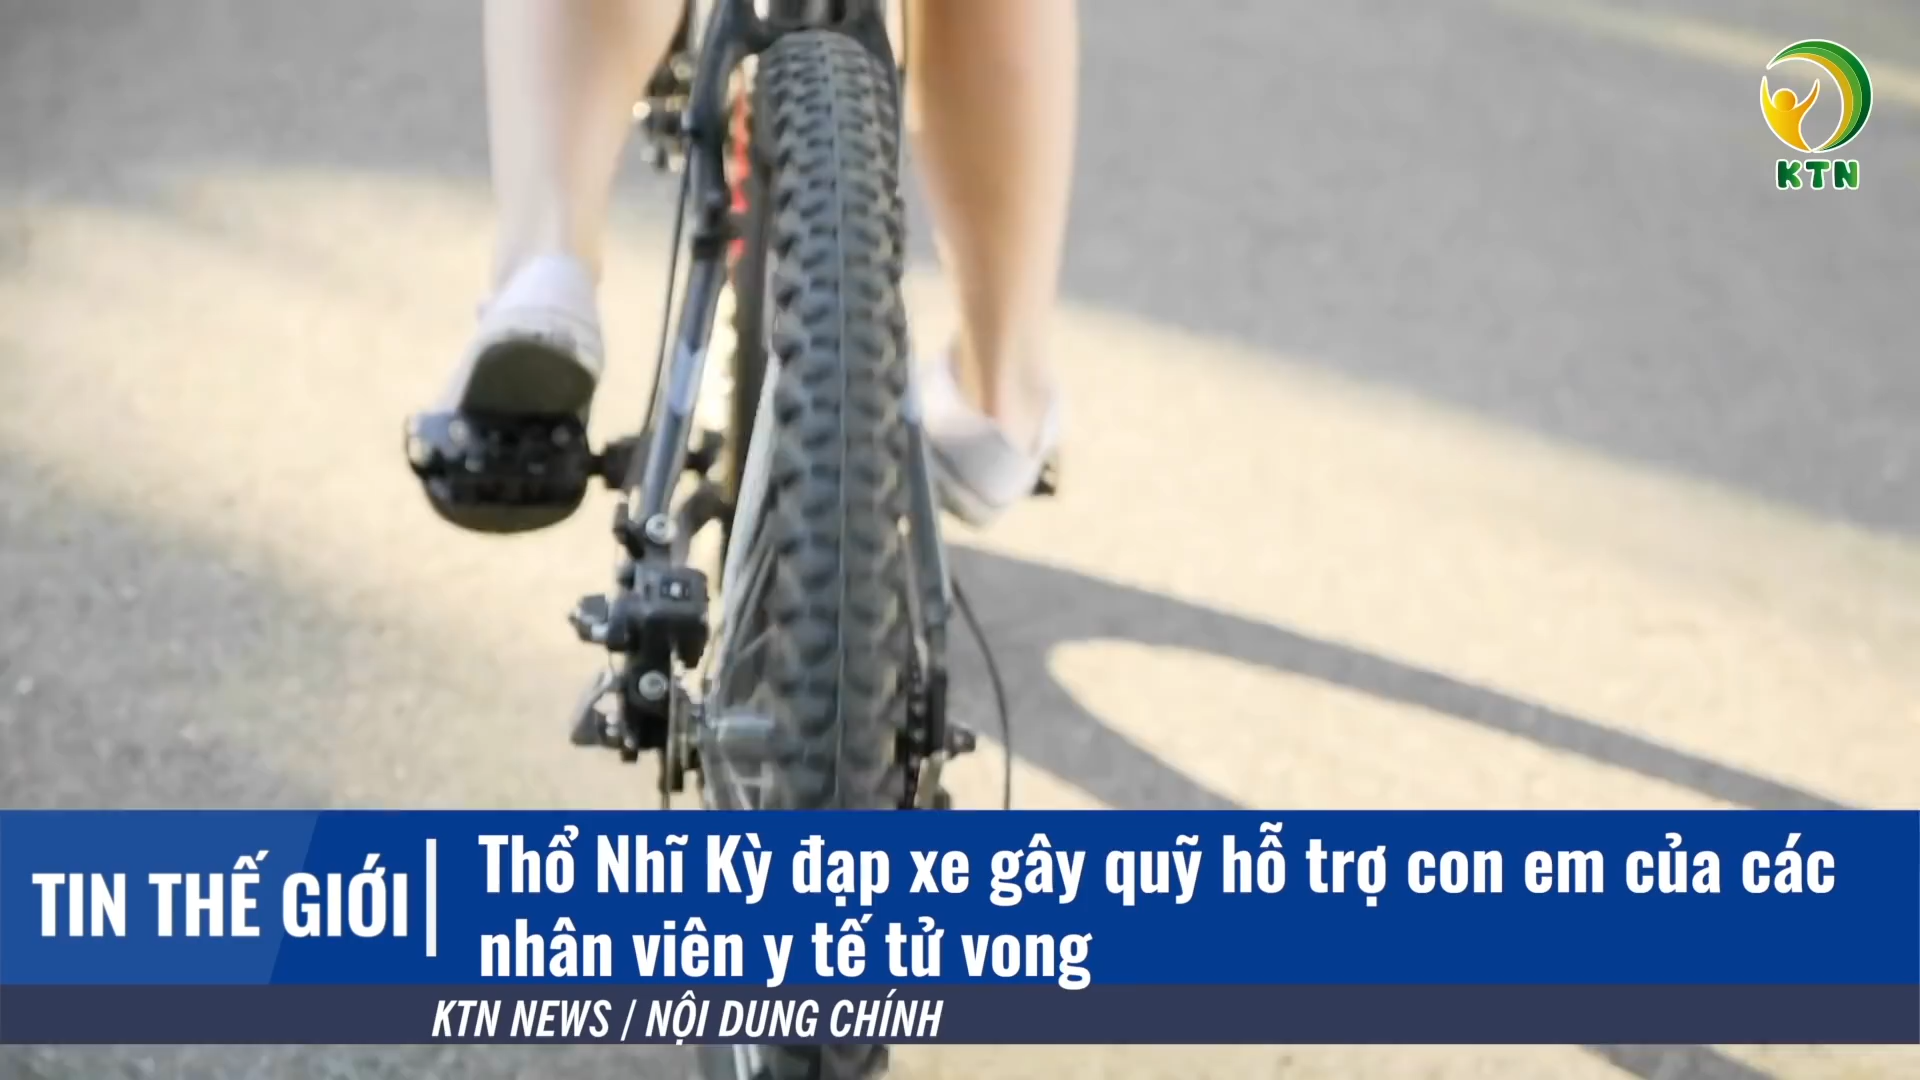 KTN
TIN THẾ GIỚI
Thổ Nhĩ Kỳ đạp xe gây quỹ hỗ trợ con em của các
nhân viên y tế tử vong
KTN NEWS / NỘI DUNG CHÍNH